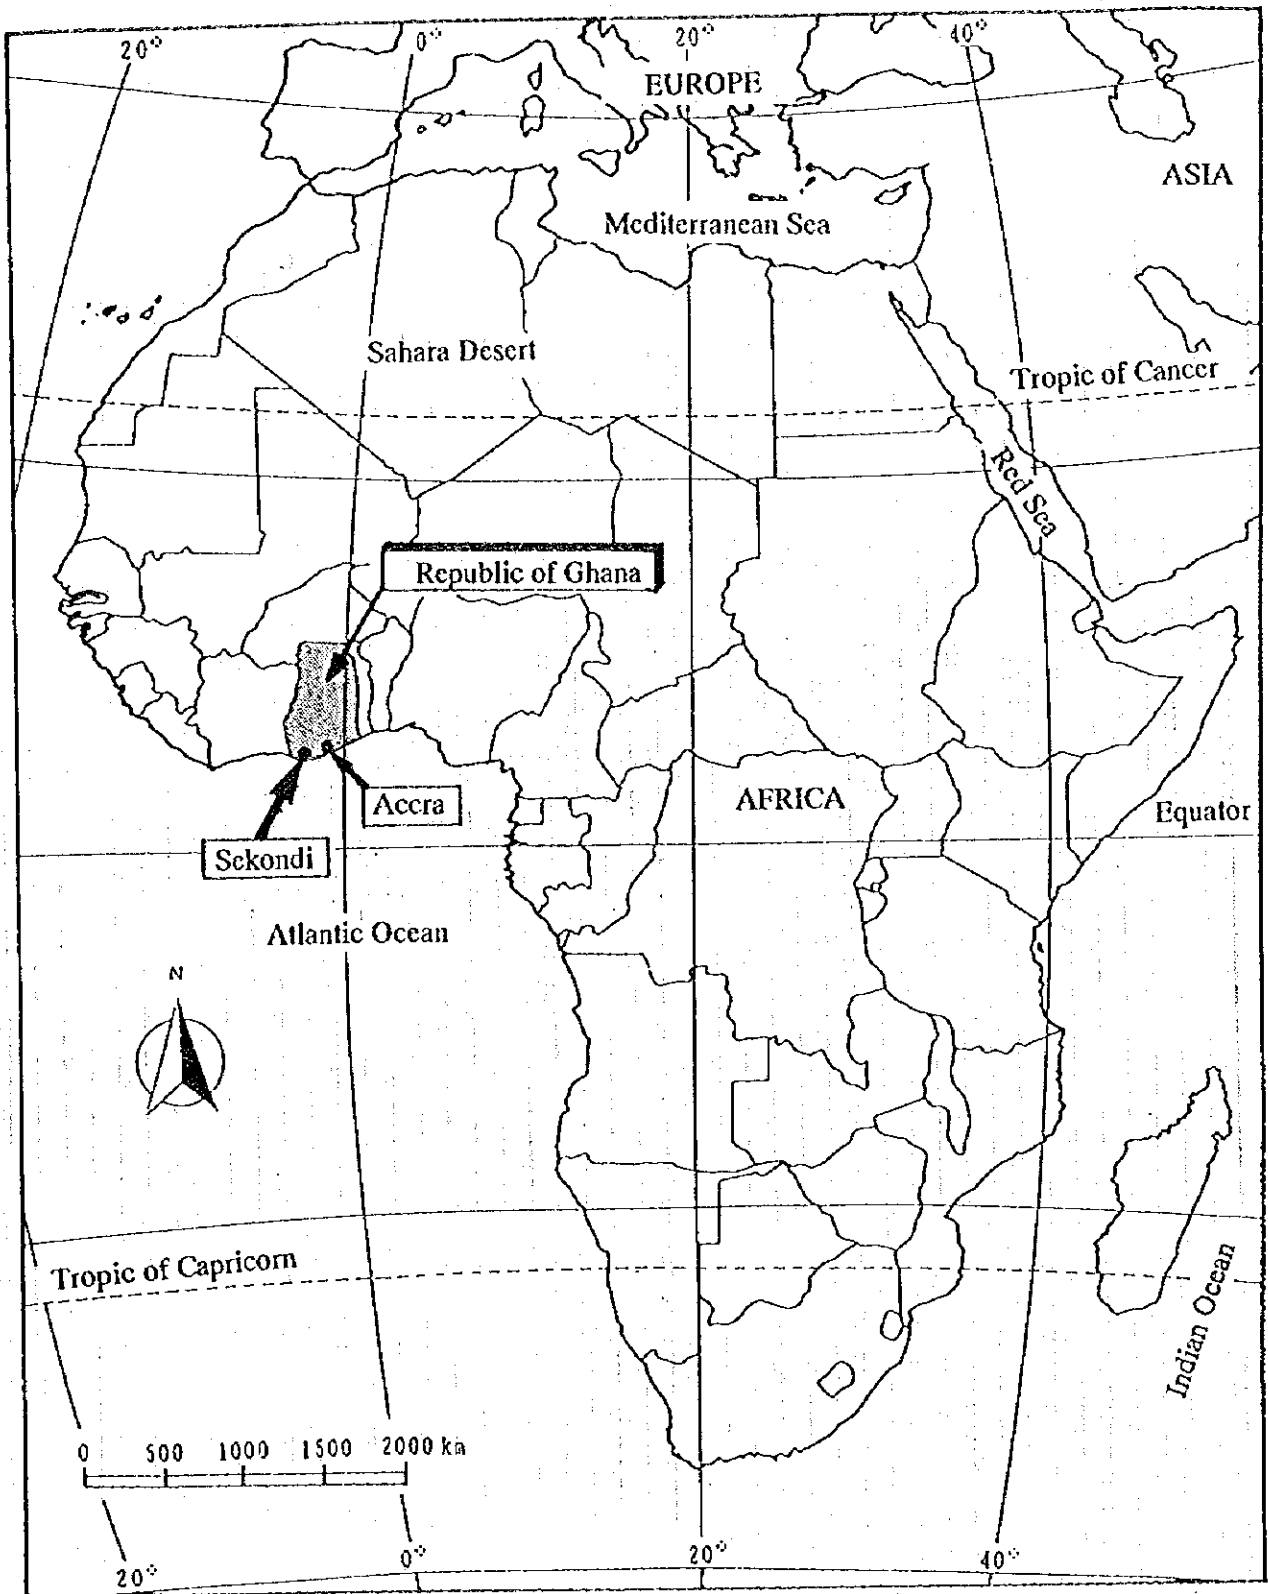 20°
0°
20°
40°
EUROPE
ASIA
Mediterranean Sea
Sahara Desert
Tropic of Cancer
Red Sea
Republic of Ghana
Accra
AFRICA
Equator
Sekondi
Atlantic Ocean
N
Tropic of Capricorn
Indian Ocean
0 500 1000 1500 2000 km
20°
0°
20°
40°